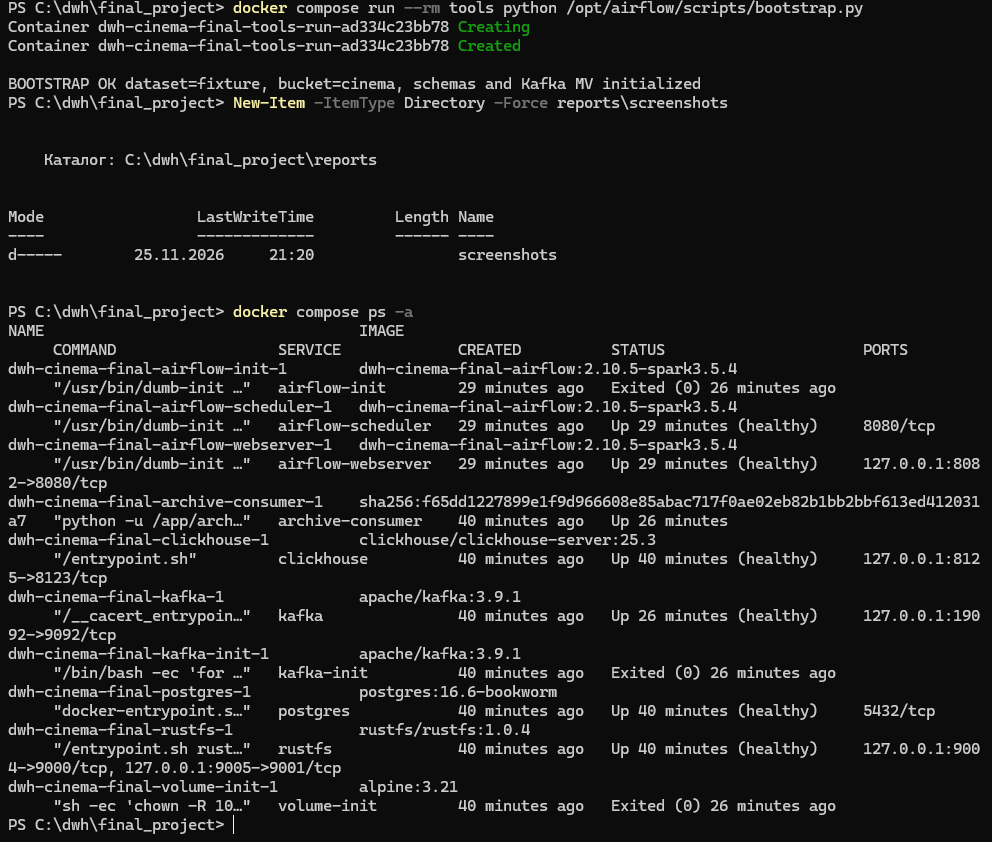 PS C:\dwh\final_project> docker compose run --rm tools python /opt/airflow/scripts/bootstrap.py
Container dwh-cinema-final-tools-run-ad334c23bb78 Creating
Container dwh-cinema-final-tools-run-ad334c23bb78 Created
BOOTSTRAP OK dataset=fixture, bucket=cinema, schemas and Kafka MV initialized
PS C:\dwh\final_project> New-Item -ItemType Directory -Force reports\screenshots
    Каталог: C:\dwh\final_project\reports
Mode                 LastWriteTime         Length Name
----                 -------------         ------ ----
d-----        25.11.2026     21:20                screenshots
PS C:\dwh\final_project> docker compose ps -a
NAME                                   IMAGE
     COMMAND                  SERVICE             CREATED          STATUS                      PORTS
dwh-cinema-final-airflow-init-1        dwh-cinema-final-airflow:2.10.5-spark3.5.4
     "/usr/bin/dumb-init …"   airflow-init        29 minutes ago   Exited (0) 26 minutes ago
dwh-cinema-final-airflow-scheduler-1   dwh-cinema-final-airflow:2.10.5-spark3.5.4
     "/usr/bin/dumb-init …"   airflow-scheduler   29 minutes ago   Up 29 minutes (healthy)     8080/tcp
dwh-cinema-final-airflow-webserver-1   dwh-cinema-final-airflow:2.10.5-spark3.5.4
     "/usr/bin/dumb-init …"   airflow-webserver   29 minutes ago   Up 29 minutes (healthy)     127.0.0.1:808
2->8080/tcp
dwh-cinema-final-archive-consumer-1    sha256:f65dd1227899e1f9d966608e85abac717f0ae02eb82b1bb2bbf613ed412031
a7   "python -u /app/arch…"   archive-consumer    40 minutes ago   Up 26 minutes
dwh-cinema-final-clickhouse-1          clickhouse/clickhouse-server:25.3
     "/entrypoint.sh"         clickhouse          40 minutes ago   Up 40 minutes (healthy)     127.0.0.1:812
5->8123/tcp
dwh-cinema-final-kafka-1               apache/kafka:3.9.1
     "/__cacert_entrypoin…"   kafka               40 minutes ago   Up 26 minutes (healthy)     127.0.0.1:190
92->9092/tcp
dwh-cinema-final-kafka-init-1          apache/kafka:3.9.1
     "/bin/bash -ec 'for …"   kafka-init          40 minutes ago   Exited (0) 26 minutes ago
dwh-cinema-final-postgres-1            postgres:16.6-bookworm
     "docker-entrypoint.s…"   postgres            40 minutes ago   Up 40 minutes (healthy)     5432/tcp
dwh-cinema-final-rustfs-1              rustfs/rustfs:1.0.4
     "/entrypoint.sh rust…"   rustfs              40 minutes ago   Up 40 minutes (healthy)     127.0.0.1:900
4->9000/tcp, 127.0.0.1:9005->9001/tcp
dwh-cinema-final-volume-init-1         alpine:3.21
     "sh -ec 'chown -R 10…"   volume-init         40 minutes ago   Exited (0) 26 minutes ago
PS C:\dwh\final_project>